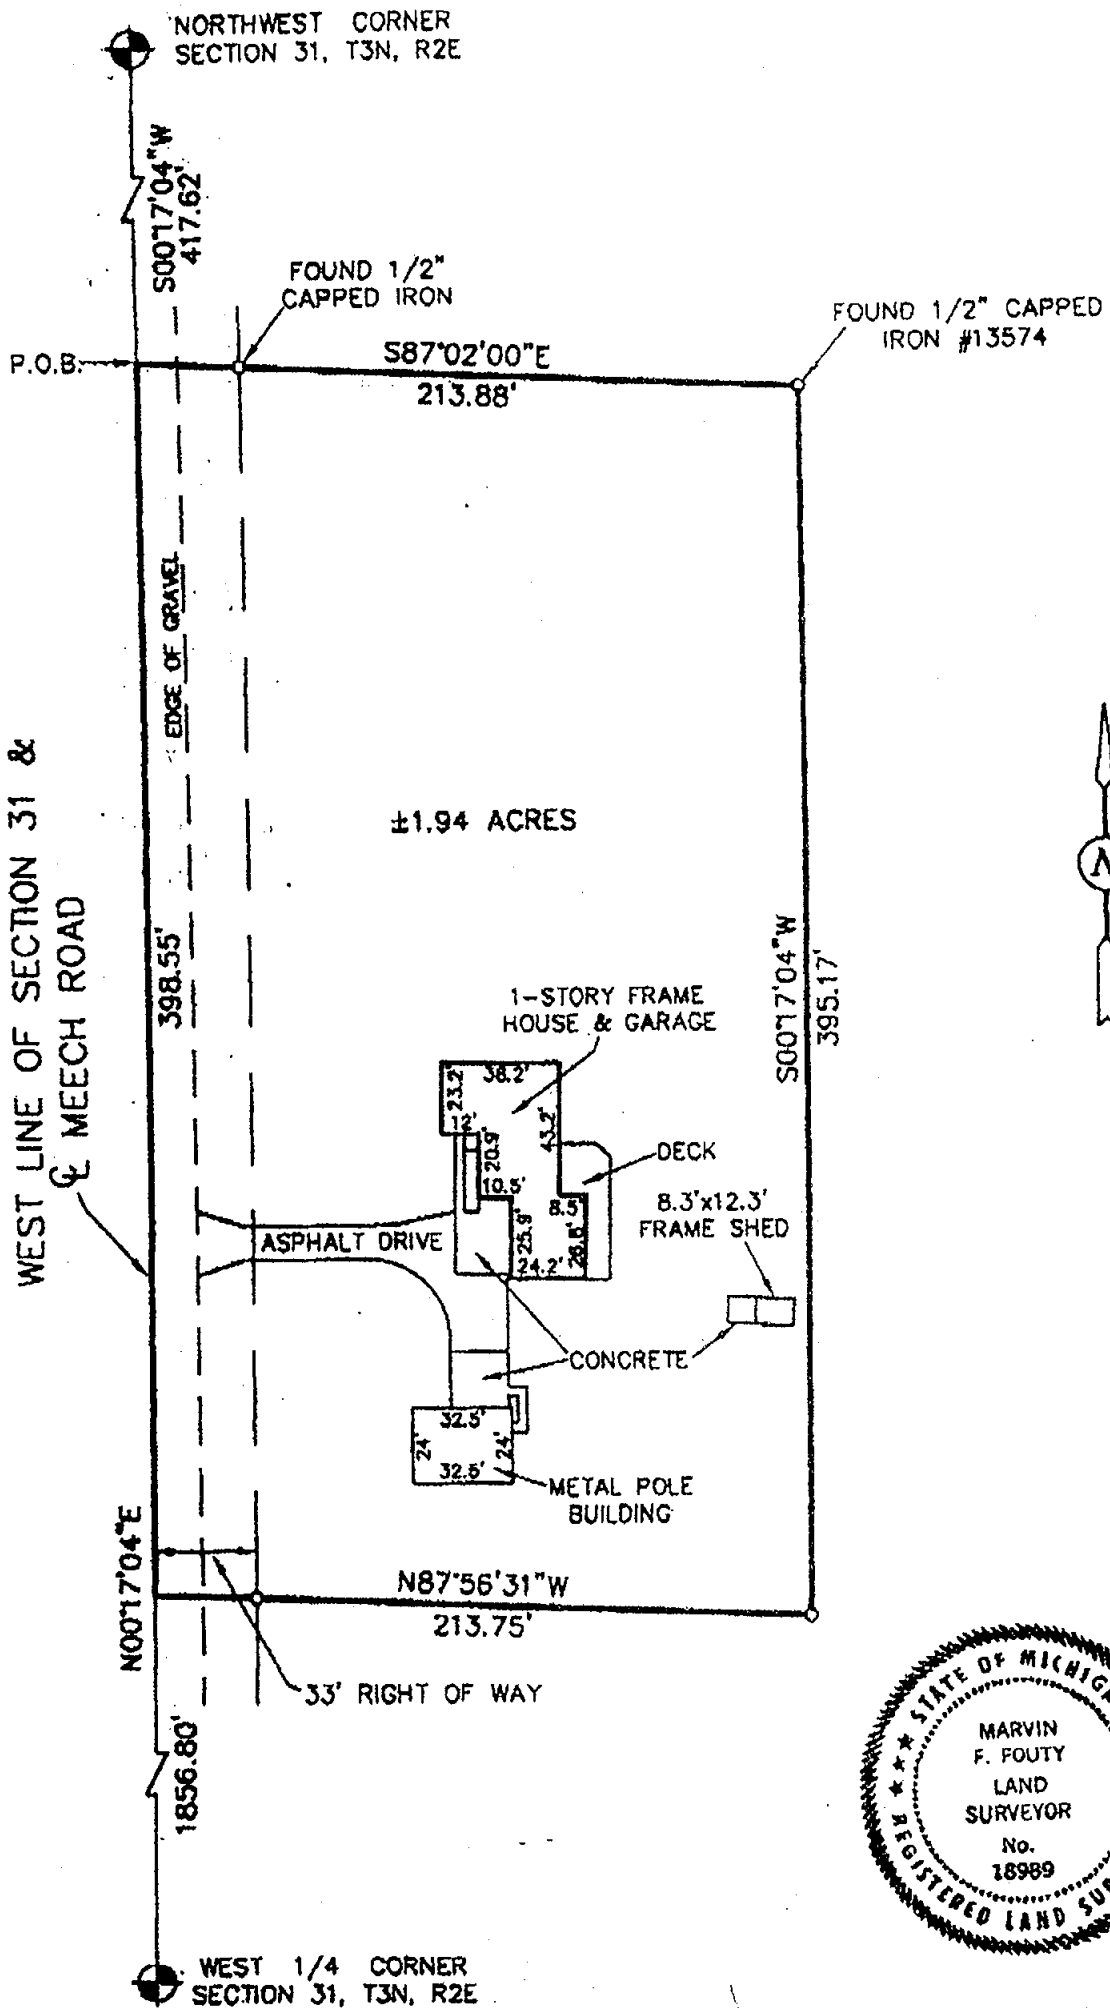 NORTHWEST CORNER
SECTION 31, T3N, R2E
S00°17'04"W
417.62'
FOUND 1/2"
CAPPED IRON
FOUND 1/2" CAPPED
IRON #13574
P.O.B.
S87°02'00"E
213.88'
EDGE OF GRAVEL
WEST LINE OF SECTION 31 &
℄ MEECH ROAD
±1.94 ACRES
N
398.55'
S00°17'04"W
395.17'
1-STORY FRAME
HOUSE & GARAGE
38.2'
23.2'
12'
20.9'
43.2'
10.5'
DECK
8.5'
8.3'x12.3'
FRAME SHED
ASPHALT DRIVE
25.9'
24.2'
CONCRETE
32.5'
24'
24'
32.5'
METAL POLE
BUILDING
N00°17'04"E
N87°56'31"W
213.75'
33' RIGHT OF WAY
1856.80'
STATE OF MICHIG
MARVIN
F. FOUTY
LAND
SURVEYOR
No.
18989
REGISTERED LAND SU
WEST 1/4 CORNER
SECTION 31, T3N, R2E